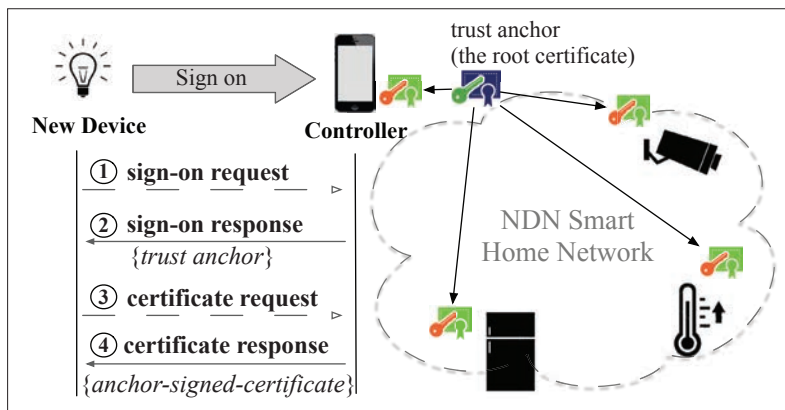 trust anchor
(the root certificate)
Sign on
New Device
Controller
① sign-on request
② sign-on response
{trust anchor}
③ certificate request
④ certificate response
{anchor-signed-certificate}
NDN Smart
Home Network